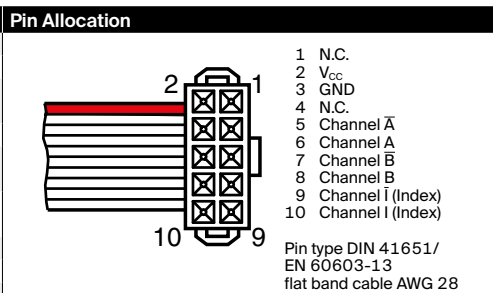 Pin Allocation
2 1
10 9
1 N.C.
2 Vcc
3 GND
4 N.C.
5 Channel A̅
6 Channel A
7 Channel B̅
8 Channel B
9 Channel I̅ (Index)
10 Channel I (Index)
Pin type DIN 41651/
EN 60603-13
flat band cable AWG 28